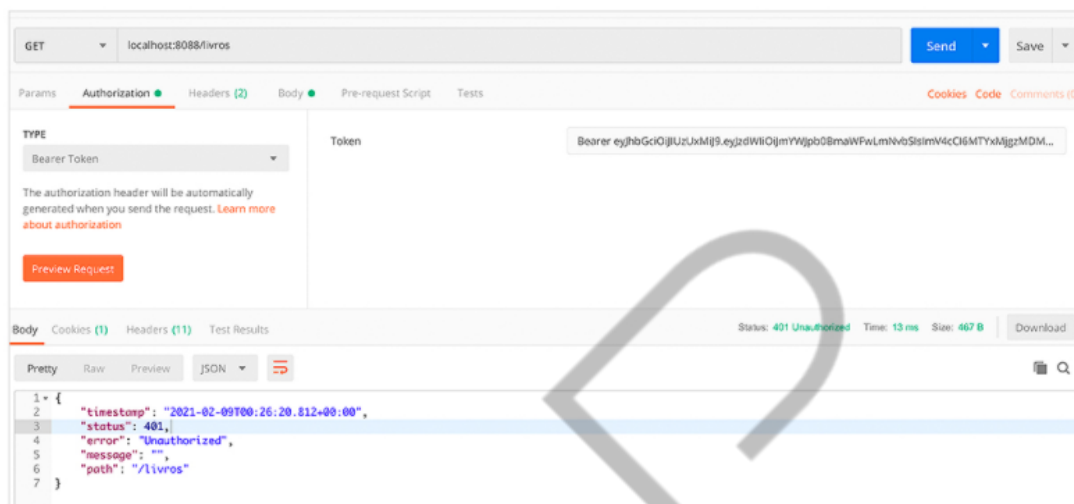 GET localhost:8088/livros Send Save
Params Authorization Headers (2) Body Pre-request Script Tests Cookies Code Comments (0
TYPE
Bearer Token
Token
The authorization header will be automatically
generated when you send the request. Learn more
about authorization
Preview Request
Body Cookies (1) Headers (11) Test Results Status: 401 Unauthorized Time: 13 ms Size: 467 B Download
Pretty Raw Preview JSON
1 {
2 "timestamp": "2021-02-09T00:26:20.812+00:00",
3 "status": 401,
4 "error": "Unauthorized",
5 "message": "",
6 "path": "/livros"
7 }